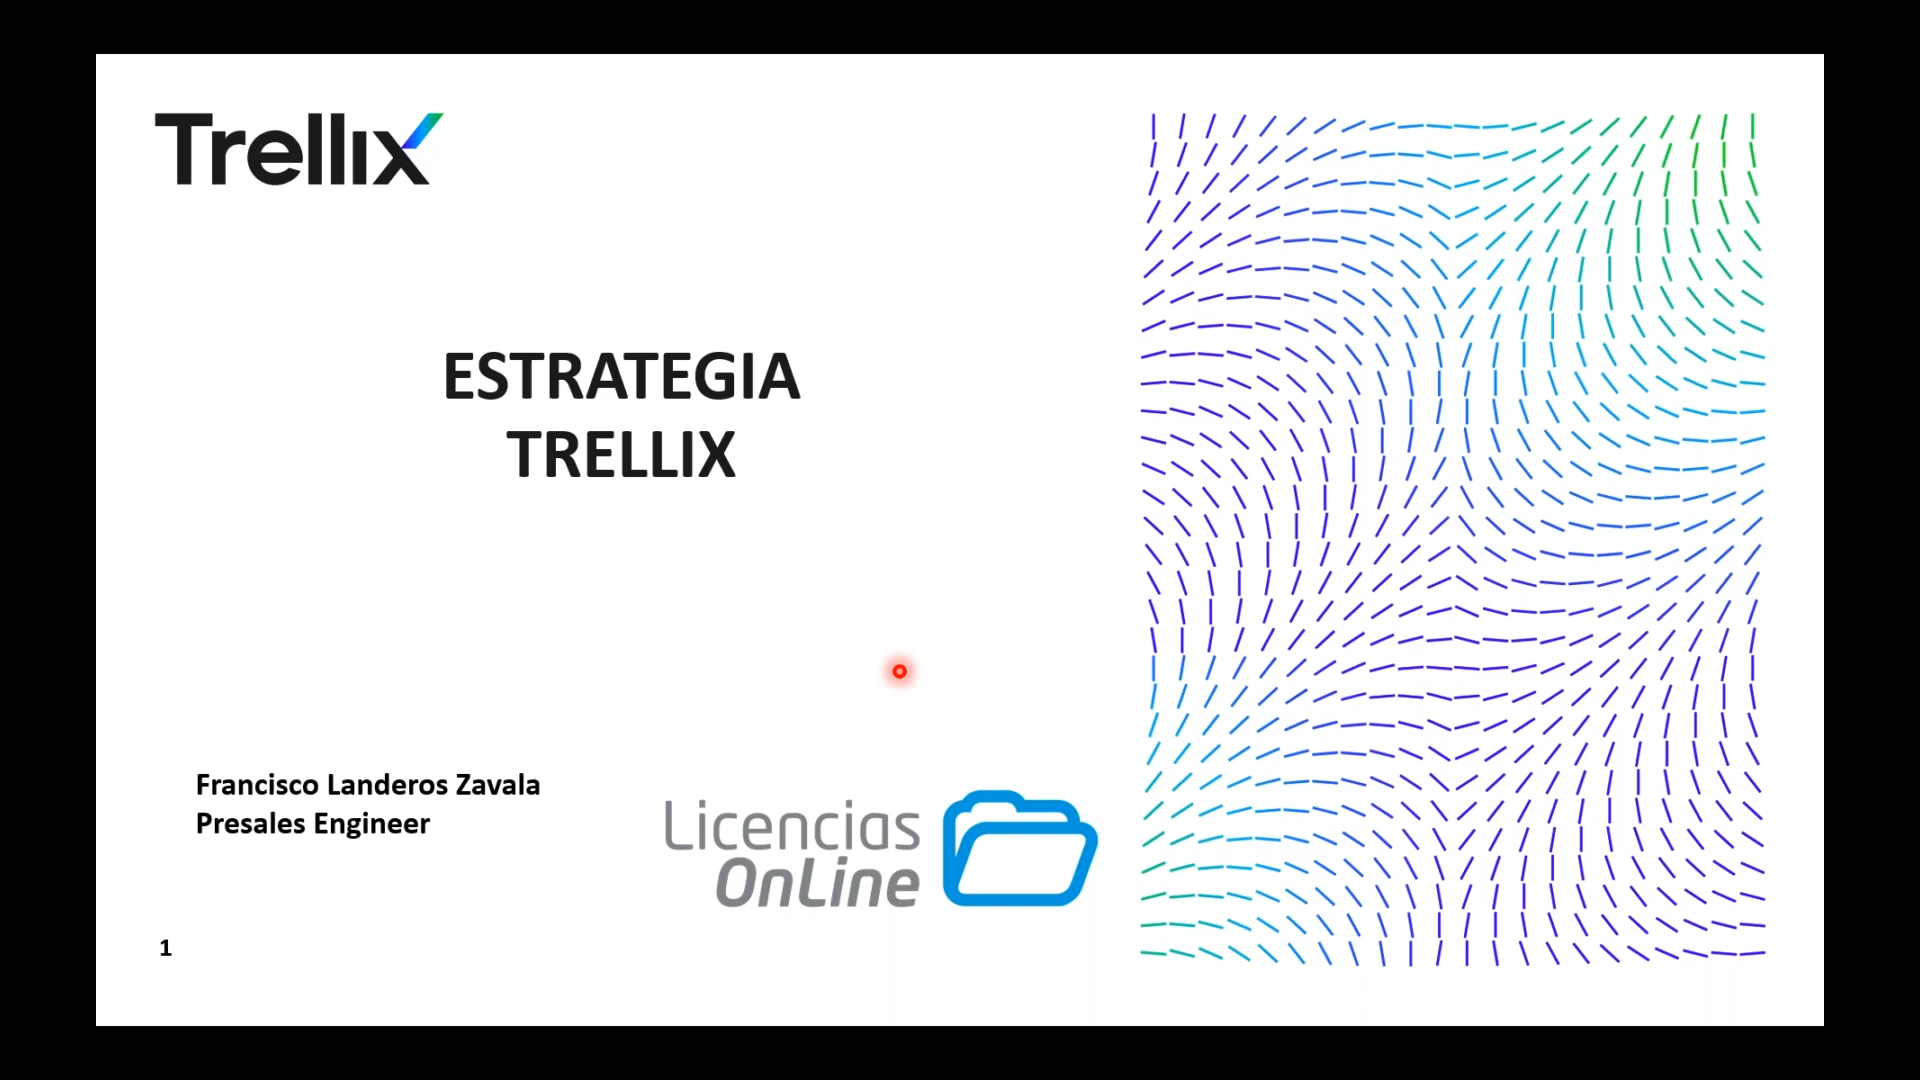 Trellix
ESTRATEGIA
TRELLIX
Francisco Landeros Zavala
Presales Engineer
Licencias
OnLine
1